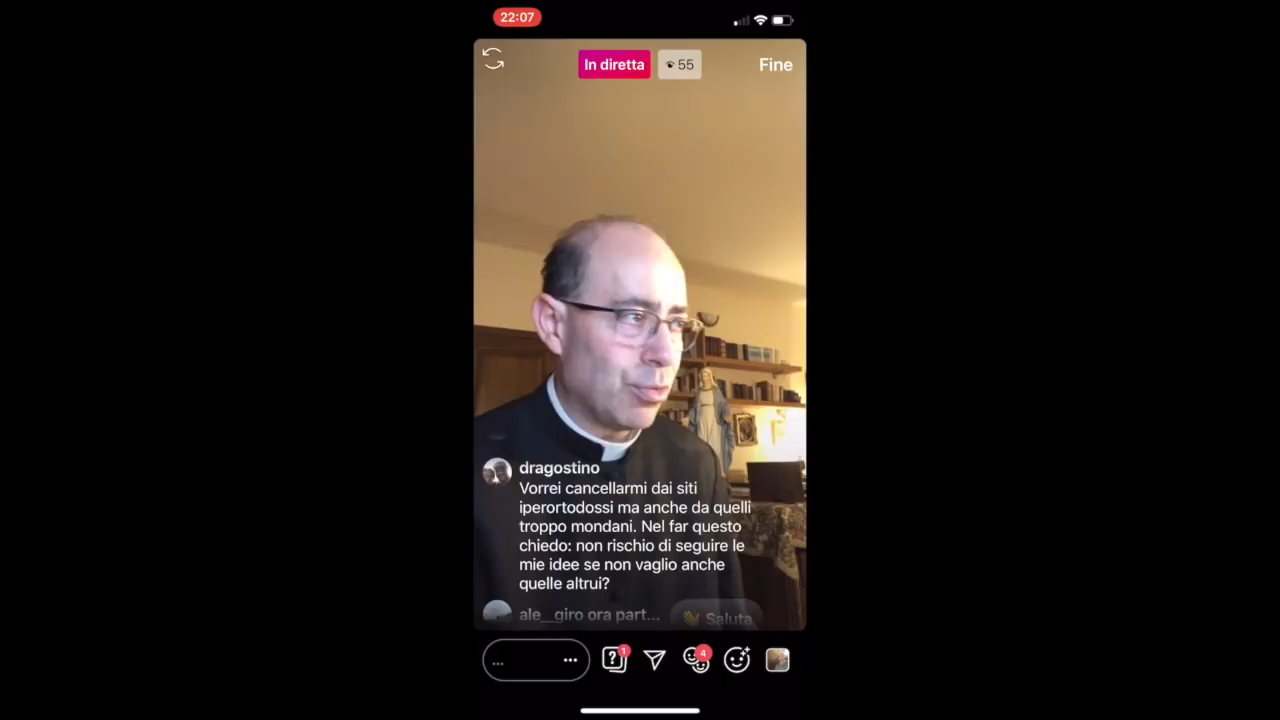 22:07
In diretta
55
Fine
dragostino
Vorrei cancellarmi dai siti
iperortodossi ma anche da quelli
troppo mondani. Nel far questo
chiedo: non rischio di seguire le
mie idee se non vaglio anche
quelle altrui?
ale__giro ora part...
Saluta
...
1
4